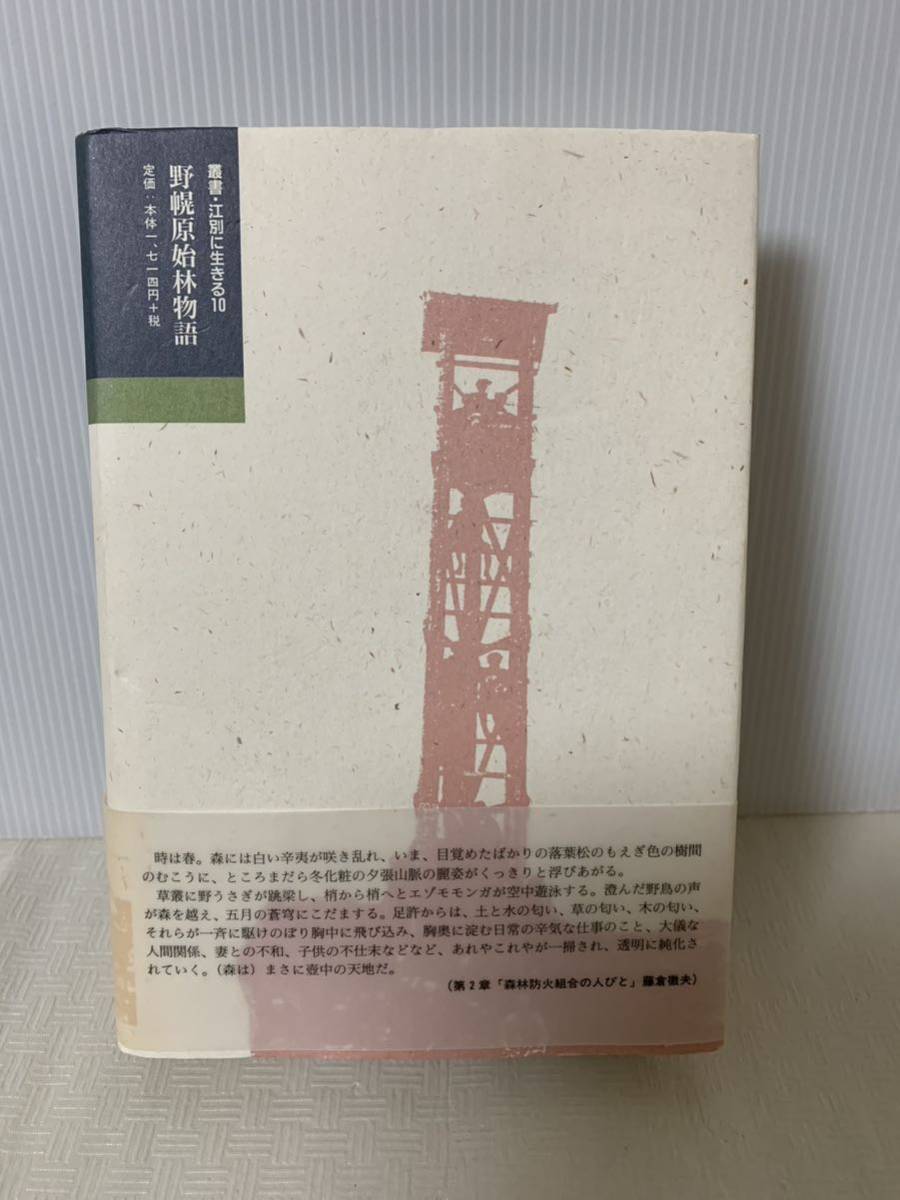 叢書・江別に生きる10
野幌原始林物語
定価:本体一、七一四円+税
時は春。森には白い辛夷が咲き乱れ、いま、目覚めたばかりの落葉松のもえぎ色の樹間
のむこうに、ところまだら冬化粧の夕張山脈の麗姿がくっきりと浮びあがる。
草叢に野うさぎが跳梁し、梢から梢へとエゾモモンガが空中遊泳する。澄んだ野鳥の声
が森を越え、五月の蒼穹にこだまする。足許からは、土と水の匂い、草の匂い、木の匂い、
それらが一斉に駆けのぼり胸中に飛び込み、胸奥に淀む日常の辛気な仕事のこと、大儀な
人間関係、妻との不和、子供の不仕末などなど、あれやこれやが一掃され、透明に純化さ
れていく。(森は)まさに壺中の天地だ。
(第2章「森林防火組合の人びと」藤倉徹夫)